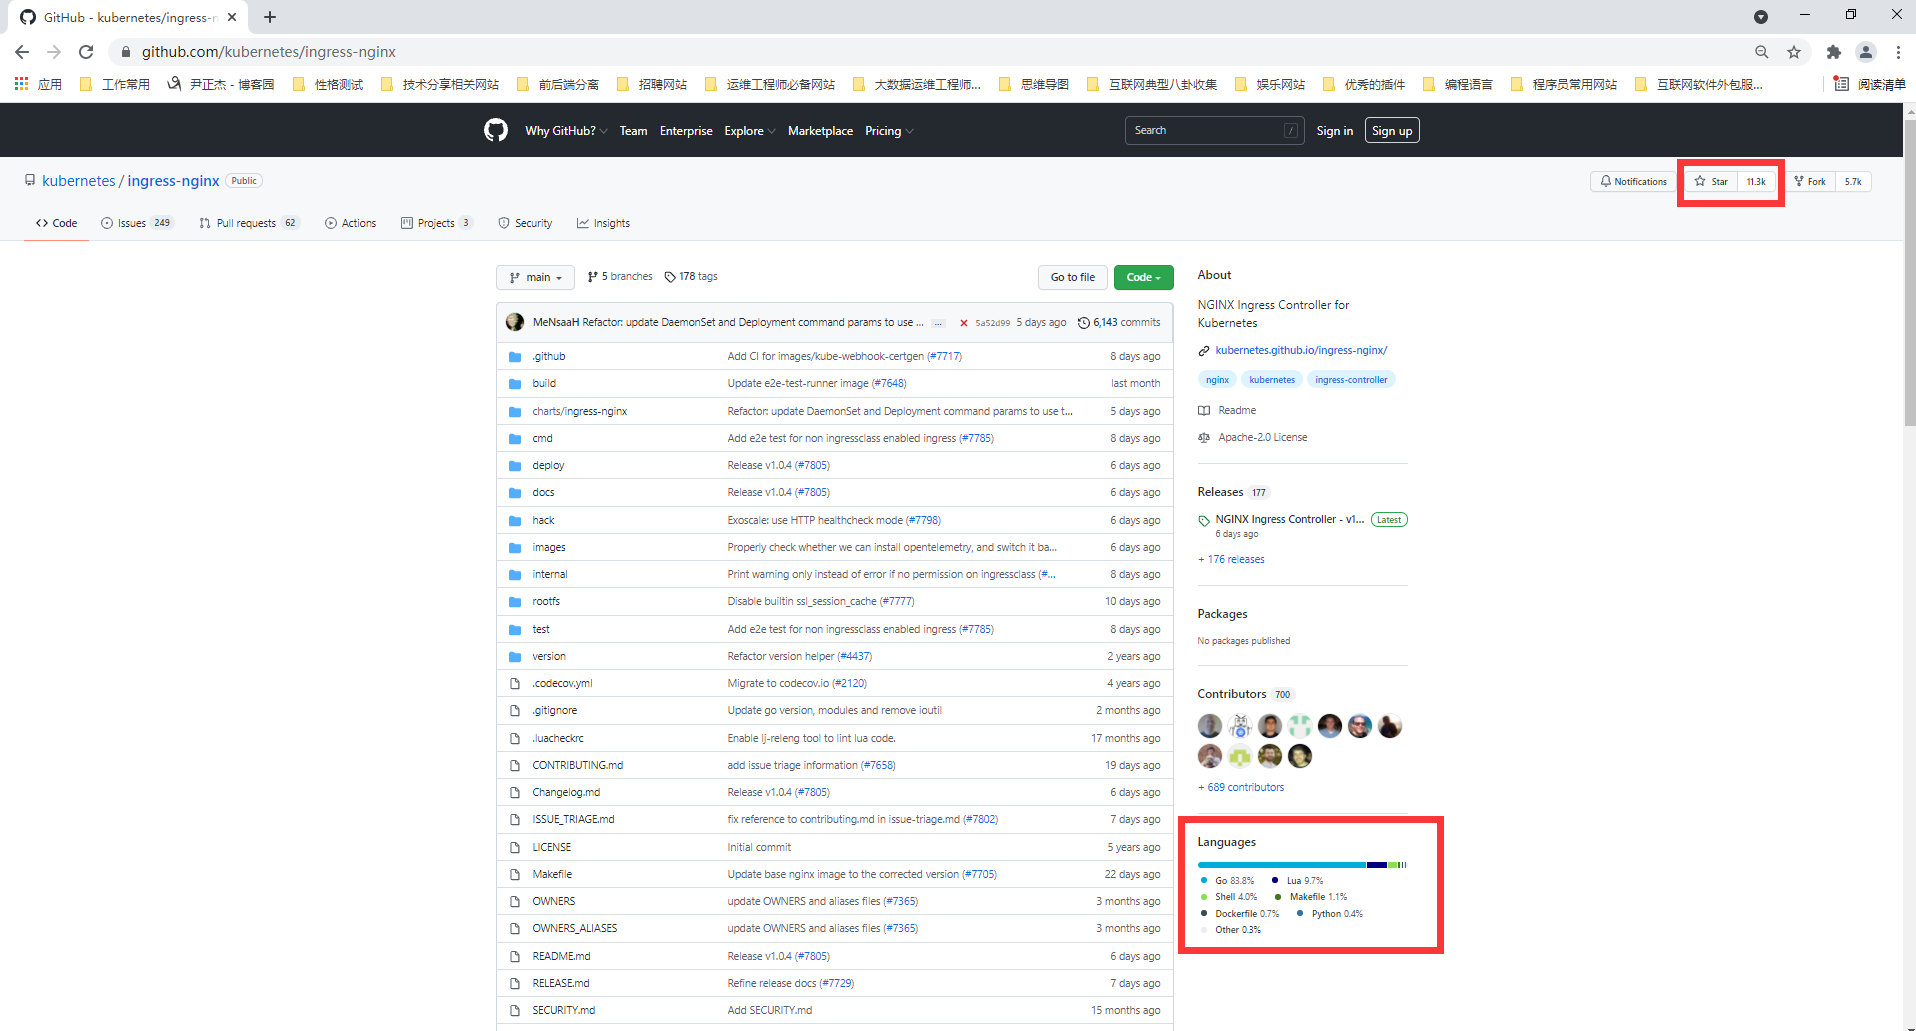 GitHub - kubernetes/ingress-n
github.com/kubernetes/ingress-nginx
应用 工作常用 尹正杰 - 博客园 性格测试 技术分享相关网站 前后端分离 招聘网站 运维工程师必备网站 大数据运维工程师... 思维导图 互联网典型八卦收集 娱乐网站 优秀的插件 编程语言 程序员常用网站 互联网软件外包服... 阅读清单
Why GitHub? Team Enterprise Explore Marketplace Pricing Search / Sign in Sign up
kubernetes / ingress-nginx Public Notifications Star 11.3k Fork 5.7k
Code Issues 249 Pull requests 62 Actions Projects 3 Security Insights
main 5 branches 178 tags Go to file Code
MeNsaaH Refactor: update DaemonSet and Deployment command params to use ... ... 5a52d99 5 days ago 6,143 commits
.github Add CI for images/kube-webhook-certgen (#7717) 8 days ago
build Update e2e-test-runner image (#7648) last month
charts/ingress-nginx Refactor: update DaemonSet and Deployment command params to use t... 5 days ago
cmd Add e2e test for non ingressclass enabled ingress (#7785) 8 days ago
deploy Release v1.0.4 (#7805) 6 days ago
docs Release v1.0.4 (#7805) 6 days ago
hack Exoscale: use HTTP healthcheck mode (#7798) 6 days ago
images Properly check whether we can install opentelemetry, and switch it ba... 6 days ago
internal Print warning only instead of error if no permission on ingressclass (#... 8 days ago
rootfs Disable builtin ssl_session_cache (#7777) 10 days ago
test Add e2e test for non ingressclass enabled ingress (#7785) 8 days ago
version Refactor version helper (#4437) 2 years ago
.codecov.yml Migrate to codecov.io (#2120) 4 years ago
.gitignore Update go version, modules and remove ioutil 2 months ago
.luacheckrc Enable lj-releng tool to lint lua code. 17 months ago
CONTRIBUTING.md add issue triage information (#7658) 19 days ago
Changelog.md Release v1.0.4 (#7805) 6 days ago
ISSUE_TRIAGE.md fix reference to contributing.md in issue-triage.md (#7802) 7 days ago
LICENSE Initial commit 5 years ago
Makefile Update base nginx image to the corrected version (#7705) 22 days ago
OWNERS update OWNERS and aliases files (#7365) 3 months ago
OWNERS_ALIASES update OWNERS and aliases files (#7365) 3 months ago
README.md Release v1.0.4 (#7805) 6 days ago
RELEASE.md Refine release docs (#7729) 7 days ago
SECURITY.md Add SECURITY.md 15 months ago
About
NGINX Ingress Controller for
Kubernetes
kubernetes.github.io/ingress-nginx/
nginx kubernetes ingress-controller
Readme
Apache-2.0 License
Releases 177
NGINX Ingress Controller - v1... Latest
6 days ago
+ 176 releases
Packages
No packages published
Contributors 700
+ 689 contributors
Languages
Go 83.8% Lua 9.7%
Shell 4.0% Makefile 1.1%
Dockerfile 0.7% Python 0.4%
Other 0.3%